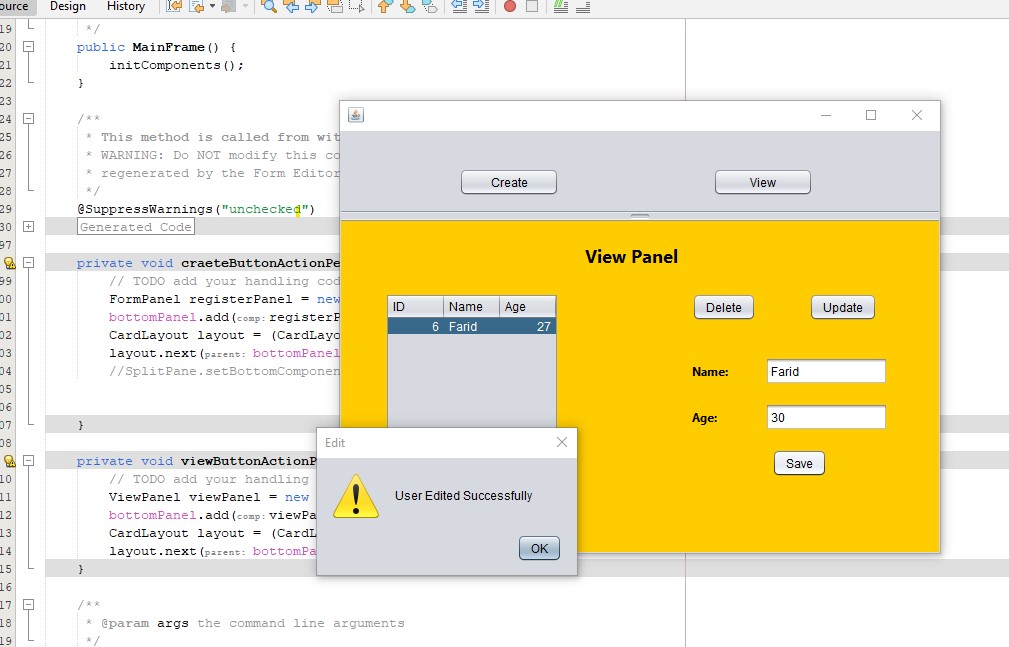 ource Design History
19 */
20 public MainFrame() {
21 initComponents();
22 }
23
24 /**
25 * This method is called from wit
26 * WARNING: Do NOT modify this co
27 * regenerated by the Form Editor
28 */
29 @SuppressWarnings("unchecked")
30 Generated Code
97
private void craeteButtonActionPe
99 // TODO add your handling cod
00 FormPanel registerPanel = new
01 bottomPanel.add(comp: registerP
02 CardLayout layout = (CardLayo
03 layout.next(parent: bottomPanel
04 //SplitPane.setBottomComponen
05
06
07 }
08
private void viewButtonActionP
10 // TODO add your handling
11 ViewPanel viewPanel = new
12 bottomPanel.add(comp: viewPa
13 CardLayout layout = (CardL
14 layout.next(parent: bottomPa
15 }
16
17 /**
18 * @param args the command line arguments
19 */
Create View
View Panel
ID Name Age
6 Farid 27
Delete Update
Name: Farid
Age: 30
Save
Edit
User Edited Successfully
OK